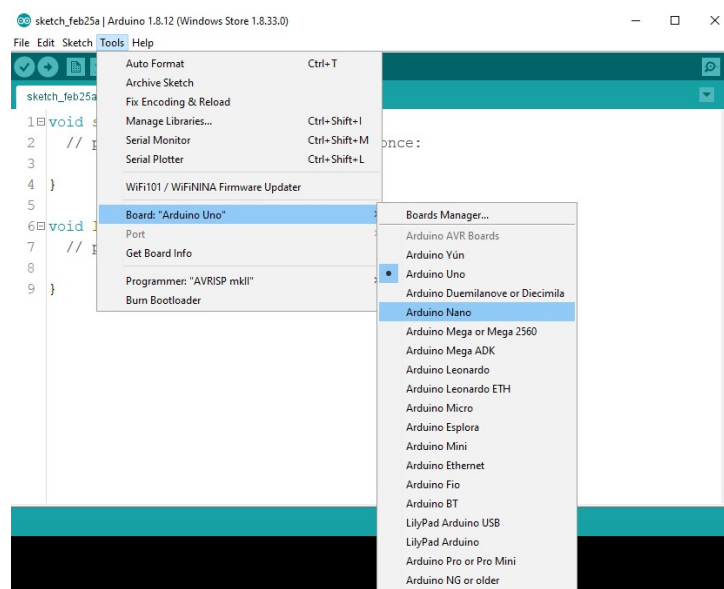 sketch_feb25a | Arduino 1.8.12 (Windows Store 1.8.33.0)
File Edit Sketch Tools Help
Auto Format Ctrl+T
Archive Sketch
Fix Encoding & Reload
Manage Libraries... Ctrl+Shift+I
Serial Monitor Ctrl+Shift+M
Serial Plotter Ctrl+Shift+L
WiFi101 / WiFiNINA Firmware Updater
Board: "Arduino Uno"
Port
Get Board Info
Programmer: "AVRISP mkII"
Burn Bootloader
sketch_feb25a
1 void s
2 // p once:
3
4 }
5
6 void l
7 // p
8
9 }
Boards Manager...
Arduino AVR Boards
Arduino Yún
Arduino Uno
Arduino Duemilanove or Diecimila
Arduino Nano
Arduino Mega or Mega 2560
Arduino Mega ADK
Arduino Leonardo
Arduino Leonardo ETH
Arduino Micro
Arduino Esplora
Arduino Mini
Arduino Ethernet
Arduino Fio
Arduino BT
LilyPad Arduino USB
LilyPad Arduino
Arduino Pro or Pro Mini
Arduino NG or older